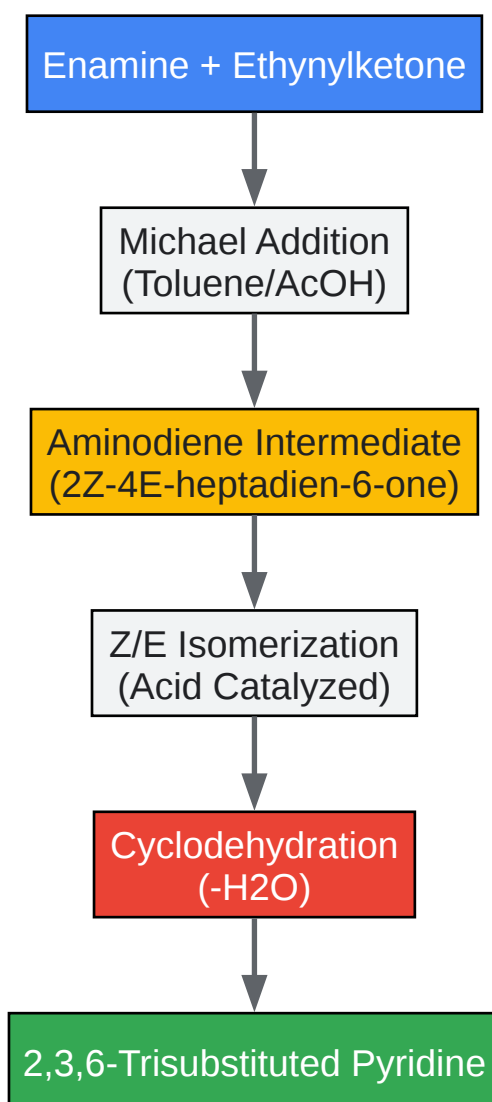 Enamine + Ethynylketone
Michael Addition
(Toluene/AcOH)
Aminodiene Intermediate
(2Z-4E-heptadien-6-one)
Z/E Isomerization
(Acid Catalyzed)
Cyclodehydration
(-H2O)
2,3,6-Trisubstituted Pyridine